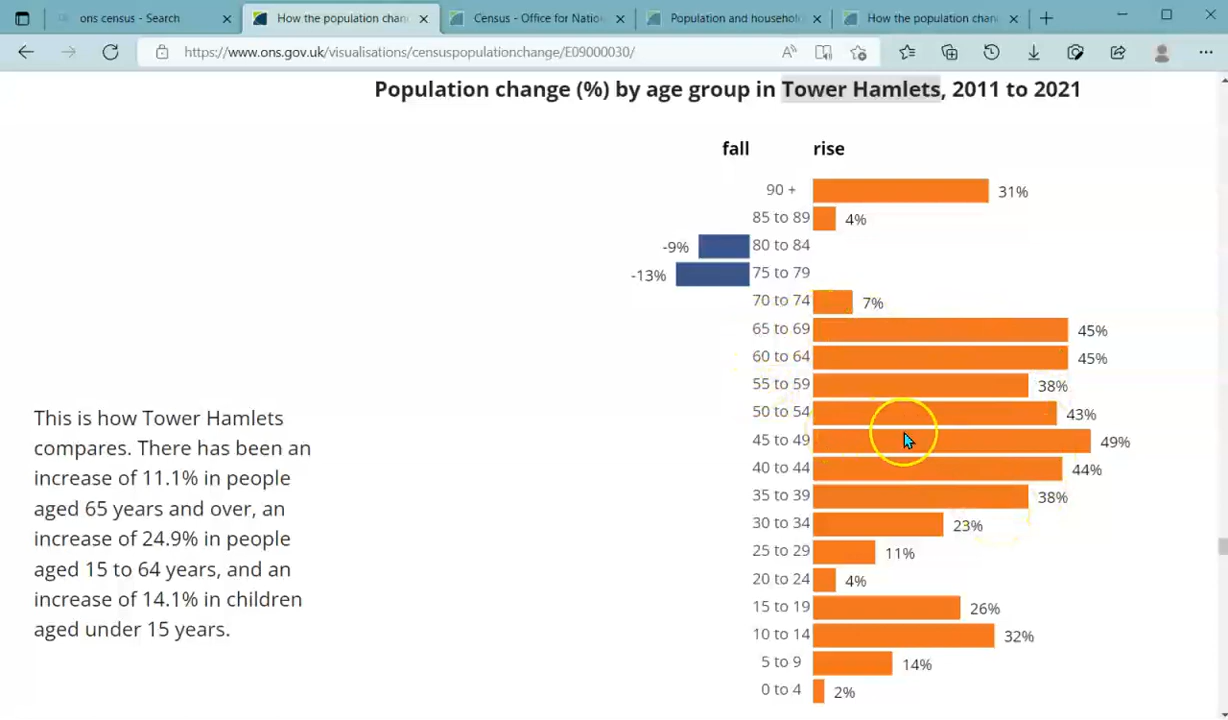 ons census - Search
How the population chan
Census - Office for Natio
Population and househol
How the population chan
https://www.ons.gov.uk/visualisations/censuspopulationchange/E09000030/
Population change (%) by age group in Tower Hamlets, 2011 to 2021
fall rise
90 + 31%
85 to 89 4%
-9% 80 to 84
-13% 75 to 79
70 to 74 7%
65 to 69 45%
60 to 64 45%
55 to 59 38%
50 to 54 43%
45 to 49 49%
40 to 44 44%
35 to 39 38%
30 to 34 23%
25 to 29 11%
20 to 24 4%
15 to 19 26%
10 to 14 32%
5 to 9 14%
0 to 4 2%
This is how Tower Hamlets
compares. There has been an
increase of 11.1% in people
aged 65 years and over, an
increase of 24.9% in people
aged 15 to 64 years, and an
increase of 14.1% in children
aged under 15 years.